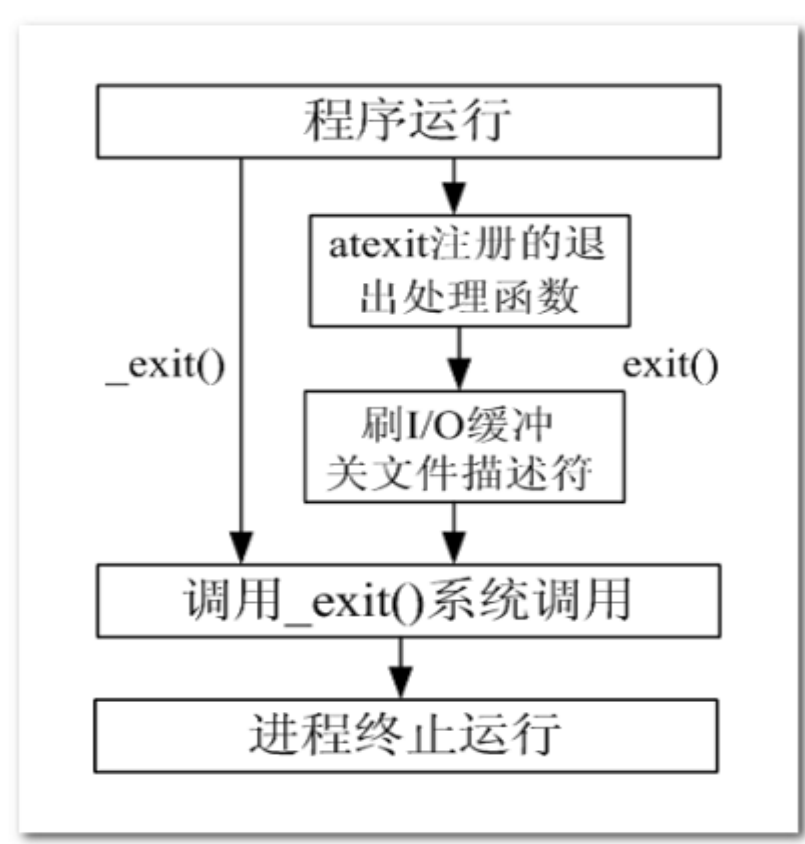 程序运行
atexit注册的退
出处理函数
_exit()
exit()
刷I/O缓冲
关文件描述符
调用_exit()系统调用
进程终止运行